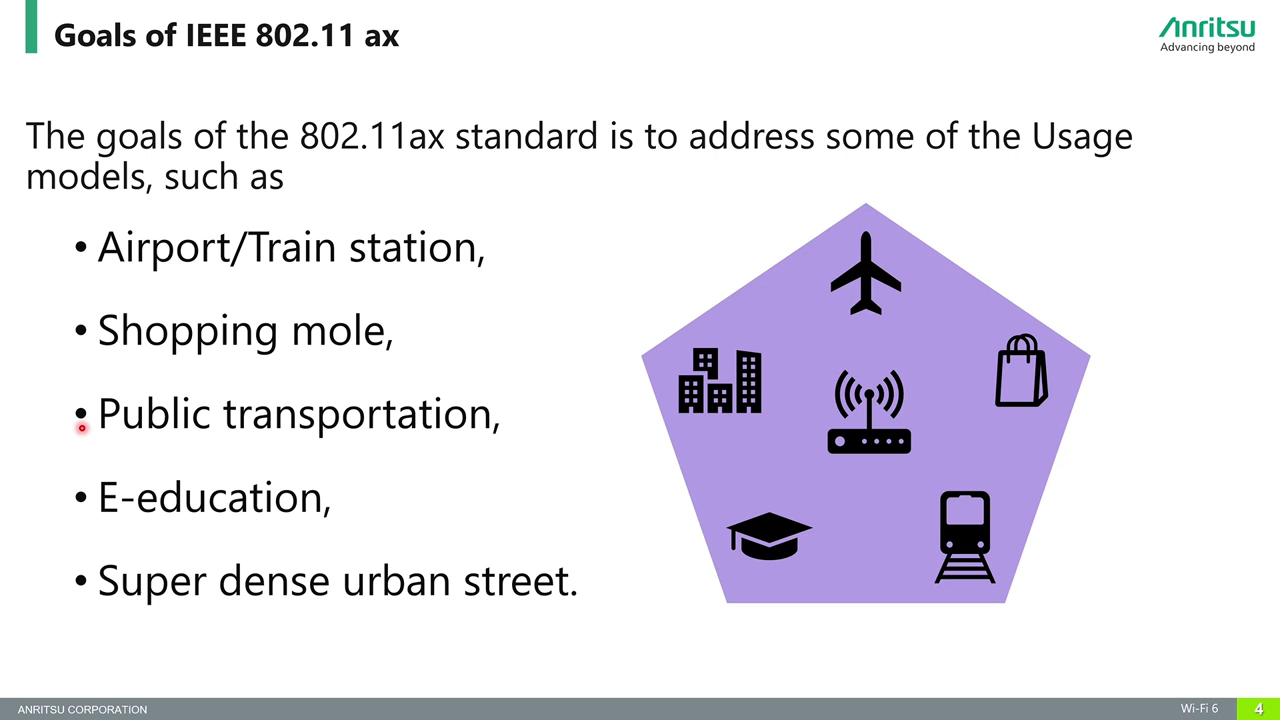 Goals of IEEE 802.11 ax
Anritsu
Advancing beyond
The goals of the 802.11ax standard is to address some of the Usage
models, such as
• Airport/Train station,
• Shopping mole,
• Public transportation,
• E-education,
• Super dense urban street.
ANRITSU CORPORATION
Wi-Fi 6
4